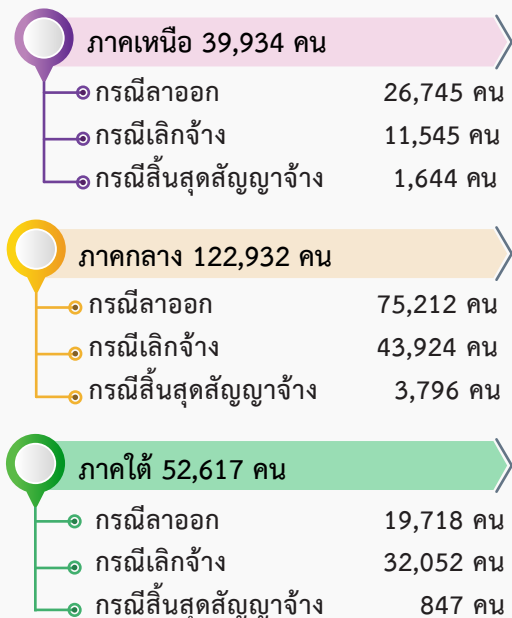 ภาคเหนือ 39,934 คน
กรณีลาออก 26,745 คน
กรณีเลิกจ้าง 11,545 คน
กรณีสิ้นสุดสัญญาจ้าง 1,644 คน
ภาคกลาง 122,932 คน
กรณีลาออก 75,212 คน
กรณีเลิกจ้าง 43,924 คน
กรณีสิ้นสุดสัญญาจ้าง 3,796 คน
ภาคใต้ 52,617 คน
กรณีลาออก 19,718 คน
กรณีเลิกจ้าง 32,052 คน
กรณีสิ้นสุดสัญญาจ้าง 847 คน